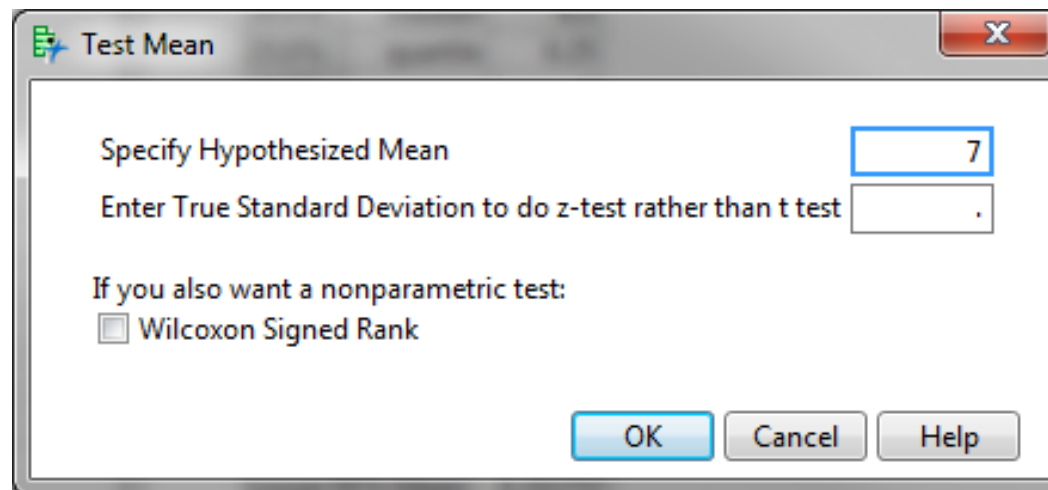 Test Mean
Specify Hypothesized Mean 7
Enter True Standard Deviation to do z-test rather than t test .
If you also want a nonparametric test:
Wilcoxon Signed Rank
OK Cancel Help